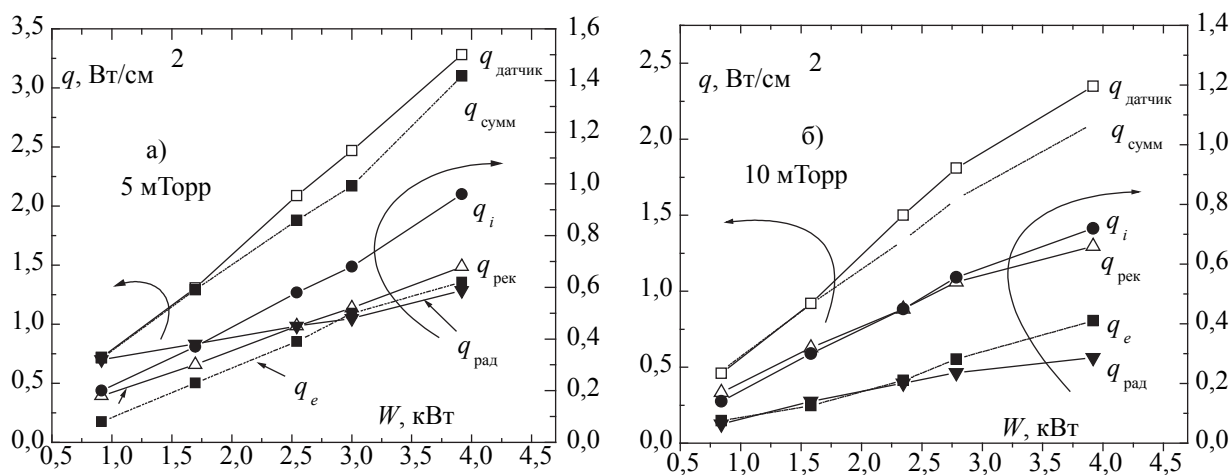 3,5
3,0
2,5
2,0
1,5
1,0
0,5
0,0
q, Вт/см 2
а)
5 мТорр
q датчик
q сумм
q i
q рек
q рад
q e
W, кВт
1,6
1,4
1,2
1,0
0,8
0,6
0,4
0,2
0,0
0,5 1,0 1,5 2,0 2,5 3,0 3,5 4,0 4,5 5,0
2,5
2,0
1,5
1,0
0,5
0,0
q, Вт/см 2
б)
10 мТорр
q датчик
q сумм
q i
q рек
q e
q рад
W, кВт
1,4
1,2
1,0
0,8
0,6
0,4
0,2
0,0
0,5 1,0 1,5 2,0 2,5 3,0 3,5 4,0 4,5 5,0